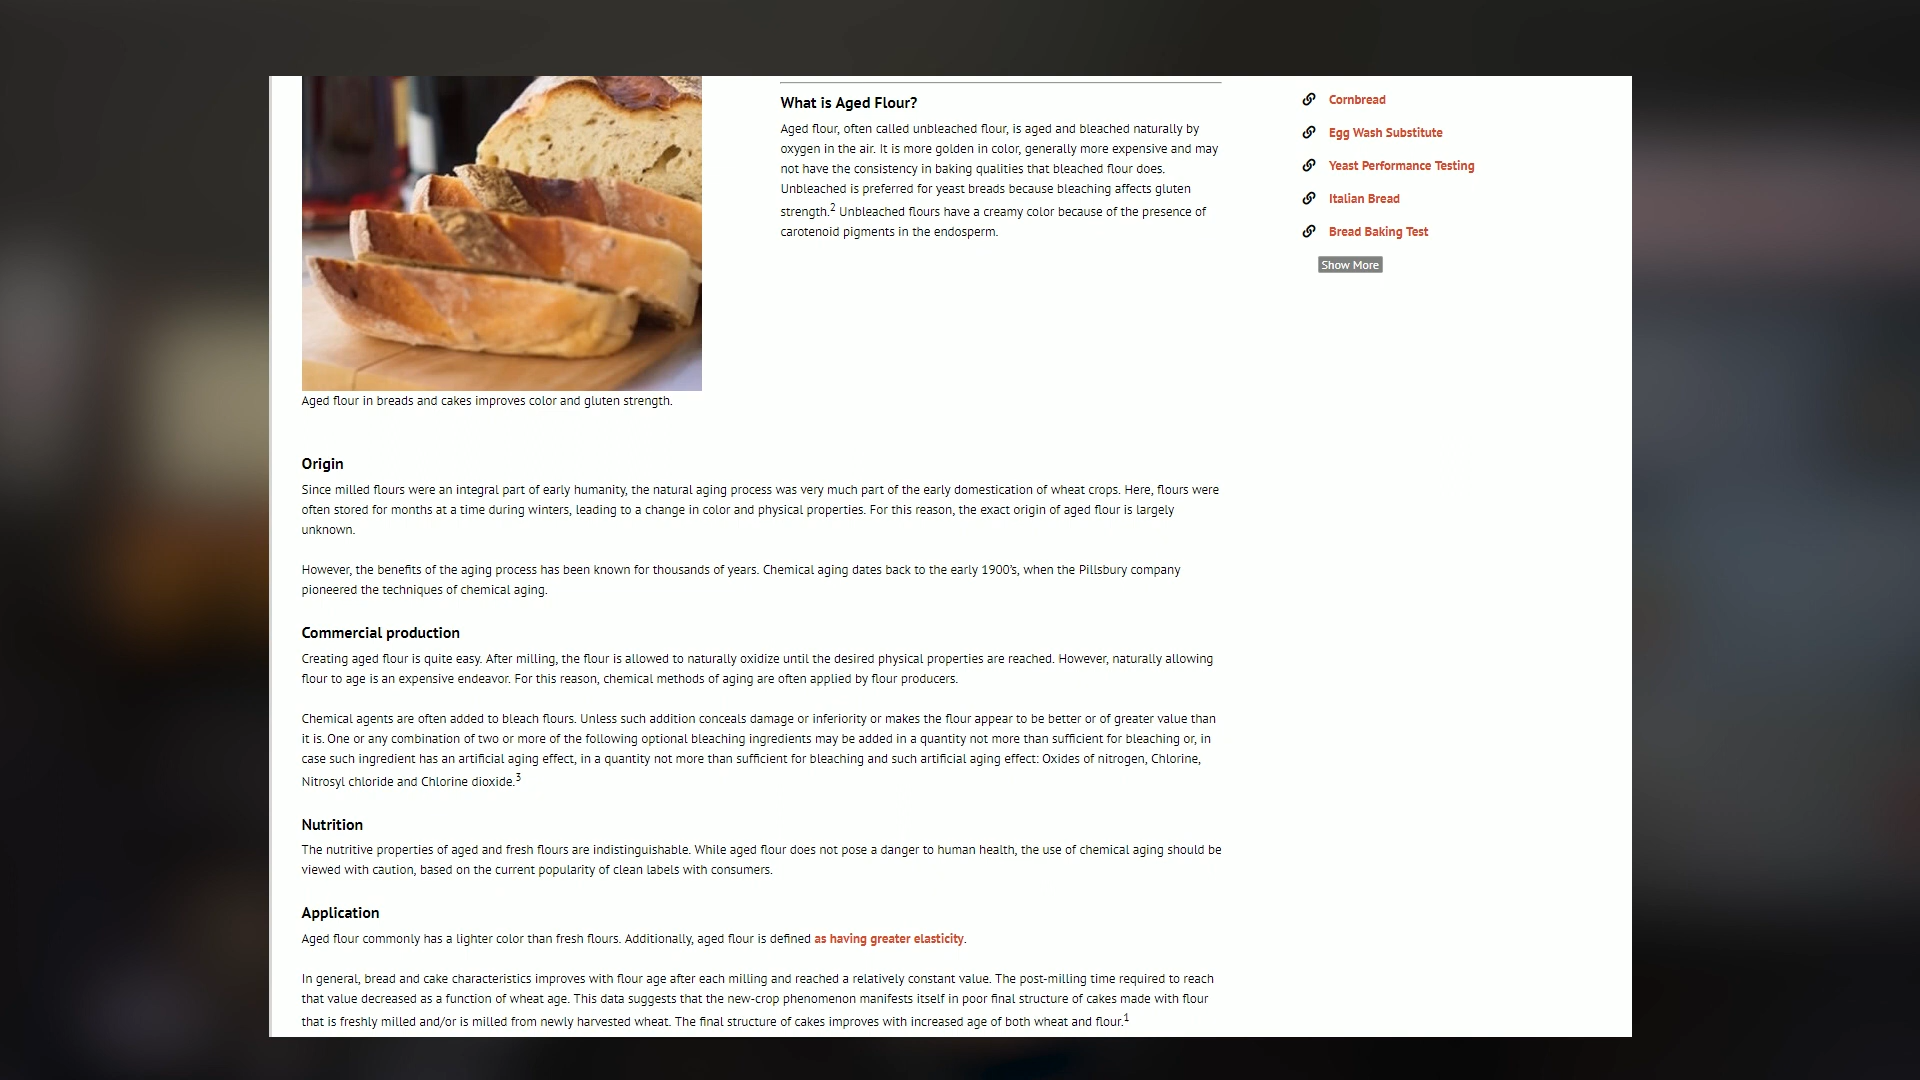 What is Aged Flour?
Aged flour, often called unbleached flour, is aged and bleached naturally by
oxygen in the air. It is more golden in color, generally more expensive and may
not have the consistency in baking qualities that bleached flour does.
Unbleached is preferred for yeast breads because bleaching affects gluten
strength.2 Unbleached flours have a creamy color because of the presence of
carotenoid pigments in the endosperm.
Cornbread
Egg Wash Substitute
Yeast Performance Testing
Italian Bread
Bread Baking Test
Show More
Aged flour in breads and cakes improves color and gluten strength.
Origin
Since milled flours were an integral part of early humanity, the natural aging process was very much part of the early domestication of wheat crops. Here, flours were
often stored for months at a time during winters, leading to a change in color and physical properties. For this reason, the exact origin of aged flour is largely
unknown.
However, the benefits of the aging process has been known for thousands of years. Chemical aging dates back to the early 1900's, when the Pillsbury company
pioneered the techniques of chemical aging.
Commercial production
Creating aged flour is quite easy. After milling, the flour is allowed to naturally oxidize until the desired physical properties are reached. However, naturally allowing
flour to age is an expensive endeavor. For this reason, chemical methods of aging are often applied by flour producers.
Chemical agents are often added to bleach flours. Unless such addition conceals damage or inferiority or makes the flour appear to be better or of greater value than
it is. One or any combination of two or more of the following optional bleaching ingredients may be added in a quantity not more than sufficient for bleaching or, in
case such ingredient has an artificial aging effect, in a quantity not more than sufficient for bleaching and such artificial aging effect: Oxides of nitrogen, Chlorine,
Nitrosyl chloride and Chlorine dioxide.3
Nutrition
The nutritive properties of aged and fresh flours are indistinguishable. While aged flour does not pose a danger to human health, the use of chemical aging should be
viewed with caution, based on the current popularity of clean labels with consumers.
Application
Aged flour commonly has a lighter color than fresh flours. Additionally, aged flour is defined as having greater elasticity.
In general, bread and cake characteristics improves with flour age after each milling and reached a relatively constant value. The post-milling time required to reach
that value decreased as a function of wheat age. This data suggests that the new-crop phenomenon manifests itself in poor final structure of cakes made with flour
that is freshly milled and/or is milled from newly harvested wheat. The final structure of cakes improves with increased age of both wheat and flour.1